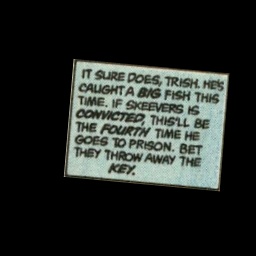 IT SURE DOES, TRISH. HE'S
CAUGHT A BIG FISH THIS
TIME. IF SKEEVERS IS
CONVICTED, THIS'LL BE
THE FOURTH TIME HE
GOES TO PRISON. BET
THEY THROW AWAY THE
KEY.